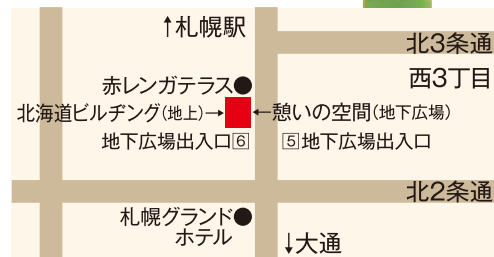 ↑札幌駅
北3条通
西3丁目
赤レンガテラス●
北海道ビルヂング(地上)→ ←憩いの空間(地下広場)
地下広場出入口6 5地下広場出入口
北2条通
札幌グランド●
ホテル
↓大通